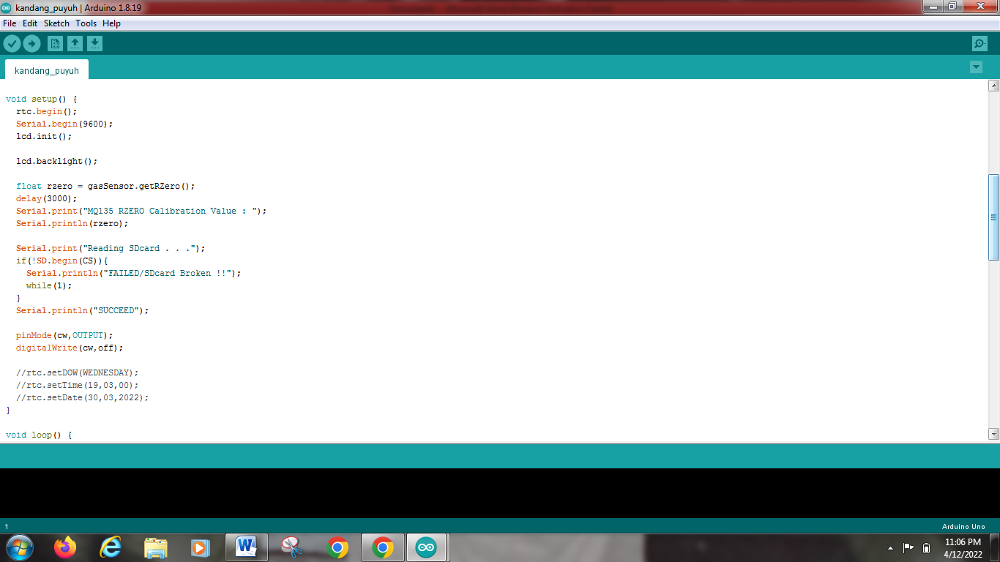 kandang_puyuh | Arduino 1.8.19
File Edit Sketch Tools Help
kandang_puyuh
void setup() {
  rtc.begin();
  Serial.begin(9600);
  lcd.init();

  lcd.backlight();

  float rzero = gasSensor.getRZero();
  delay(3000);
  Serial.print("MQ135 RZERO Calibration Value : ");
  Serial.println(rzero);

  Serial.print("Reading SDcard . . .");
  if(!SD.begin(CS)){
    Serial.println("FAILED/SDcard Broken !!");
    while(1);
  }
  Serial.println("SUCCEED");

  pinMode(cw,OUTPUT);
  digitalWrite(cw,off);

  //rtc.setDOW(WEDNESDAY);
  //rtc.setTime(19,03,00);
  //rtc.setDate(30,03,2022);
}

void loop() {
1
Arduino Uno
11:06 PM
4/12/2022